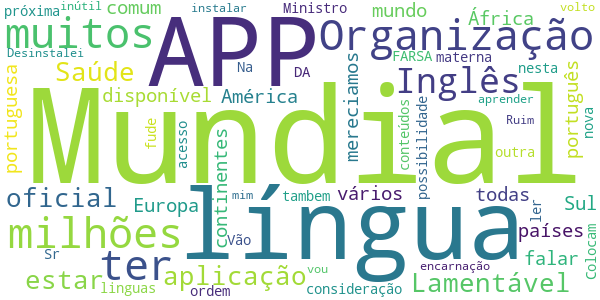 próxima inútil comum instalar Ministro mundo África volto
muitos APP Organização
Desinstalei Na DA FARSA materna nesta
Saúde América mereciamos Inglês português
portuguesa disponível conteúdos aprender nova
Mundial
fude acesso possibilidade Ruim outra
oficial continentes mim tambem vários ler todas Sul
Europa língua países
milhões Vão falar Colocam
Sr ter vou encarnação
estar aplicação consideração Lamentável
linguas ordem